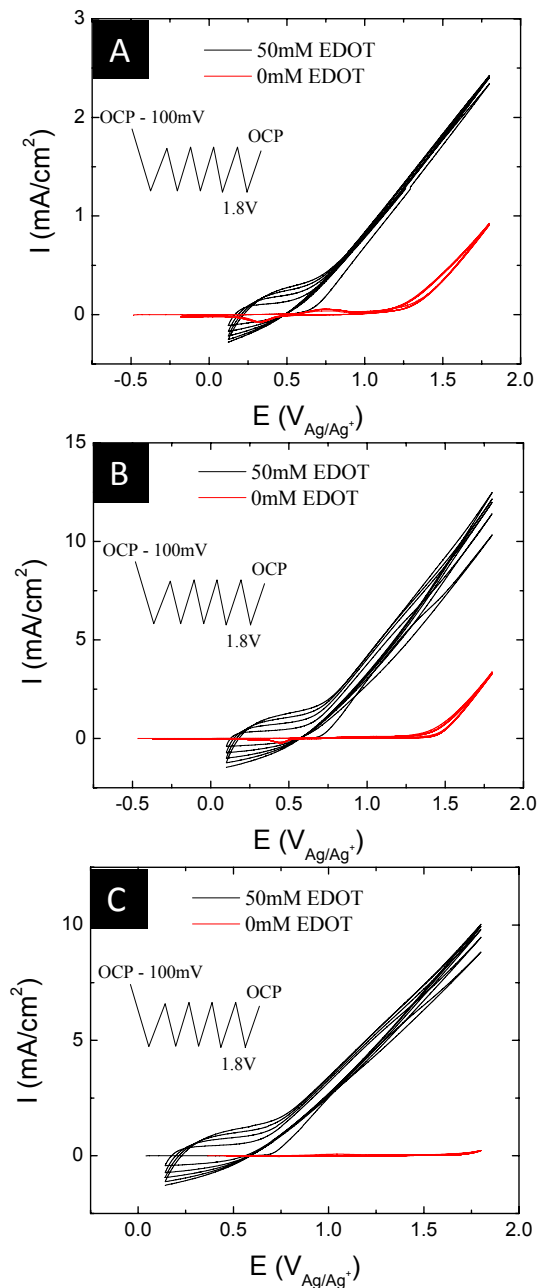 A
50mM EDOT
0mM EDOT
OCP - 100mV
OCP
1.8V
I (mA/cm²)
3
2
1
0
-0.5 0.0 0.5 1.0 1.5 2.0
E (V Ag/Ag⁺)
B
50mM EDOT
0mM EDOT
OCP - 100mV
OCP
1.8V
I (mA/cm²)
15
10
5
0
-0.5 0.0 0.5 1.0 1.5 2.0
E (V Ag/Ag⁺)
C
50mM EDOT
0mM EDOT
OCP - 100mV
OCP
1.8V
I (mA/cm²)
10
5
0
0.0 0.5 1.0 1.5 2.0
E (V Ag/Ag⁺)